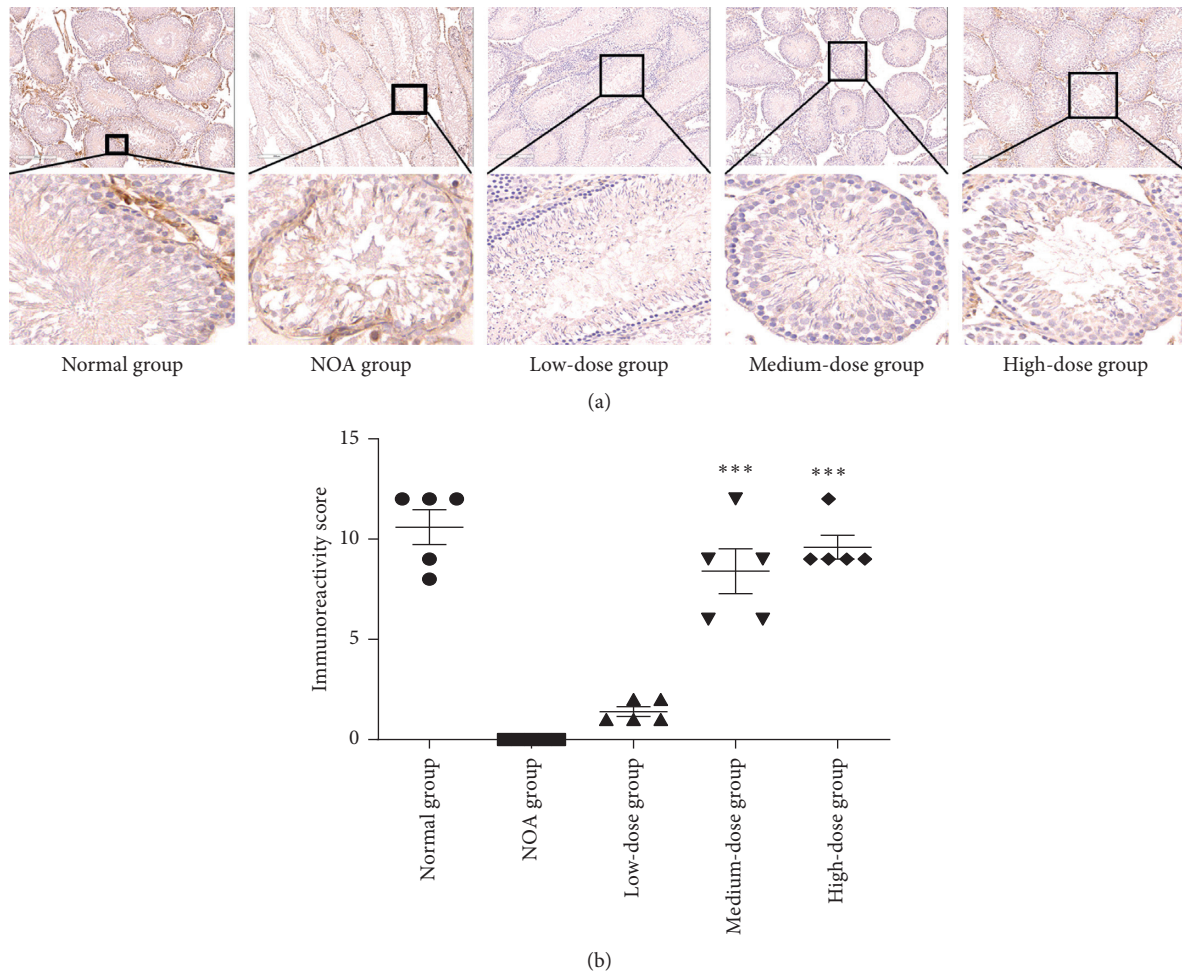 Normal group
NOA group
Low-dose group
Medium-dose group
High-dose group
(a)
15
10
5
0
Immunoreactivity score
***
***
Normal group
NOA group
Low-dose group
Medium-dose group
High-dose group
(b)